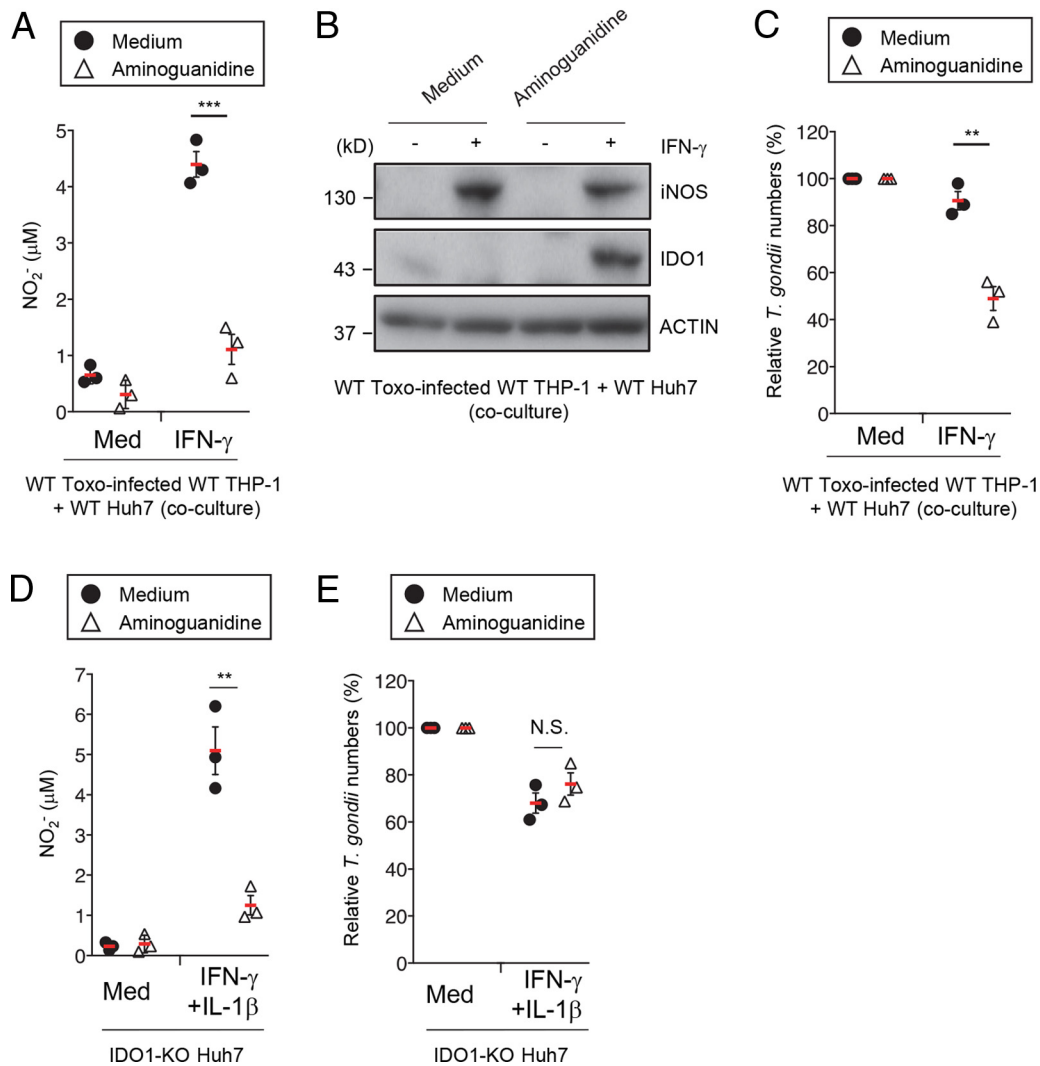 A
Medium
Aminoguanidine
***
5
4
3
2
1
0
NO2- (μM)
Med
IFN-γ
WT Toxo-infected WT THP-1
+ WT Huh7 (co-culture)
B
Medium
Aminoguanidine
(kD)
-
+
-
+
IFN-γ
130
iNOS
43
IDO1
37
ACTIN
WT Toxo-infected WT THP-1 + WT Huh7
(co-culture)
C
Medium
Aminoguanidine
**
120
100
80
60
40
20
0
Relative T. gondii numbers (%)
Med
IFN-γ
WT Toxo-infected WT THP-1
+ WT Huh7 (co-culture)
D
Medium
Aminoguanidine
**
7
6
5
4
3
2
1
0
NO2- (μM)
Med
IFN-γ
+IL-1β
IDO1-KO Huh7
E
Medium
Aminoguanidine
N.S.
120
100
80
60
40
20
0
Relative T. gondii numbers (%)
Med
IFN-γ
+IL-1β
IDO1-KO Huh7